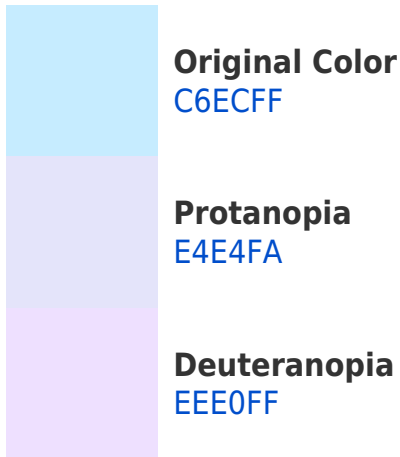 Original Color
C6ECFF
Protanopia
E4E4FA
Deuteranopia
EEE0FF